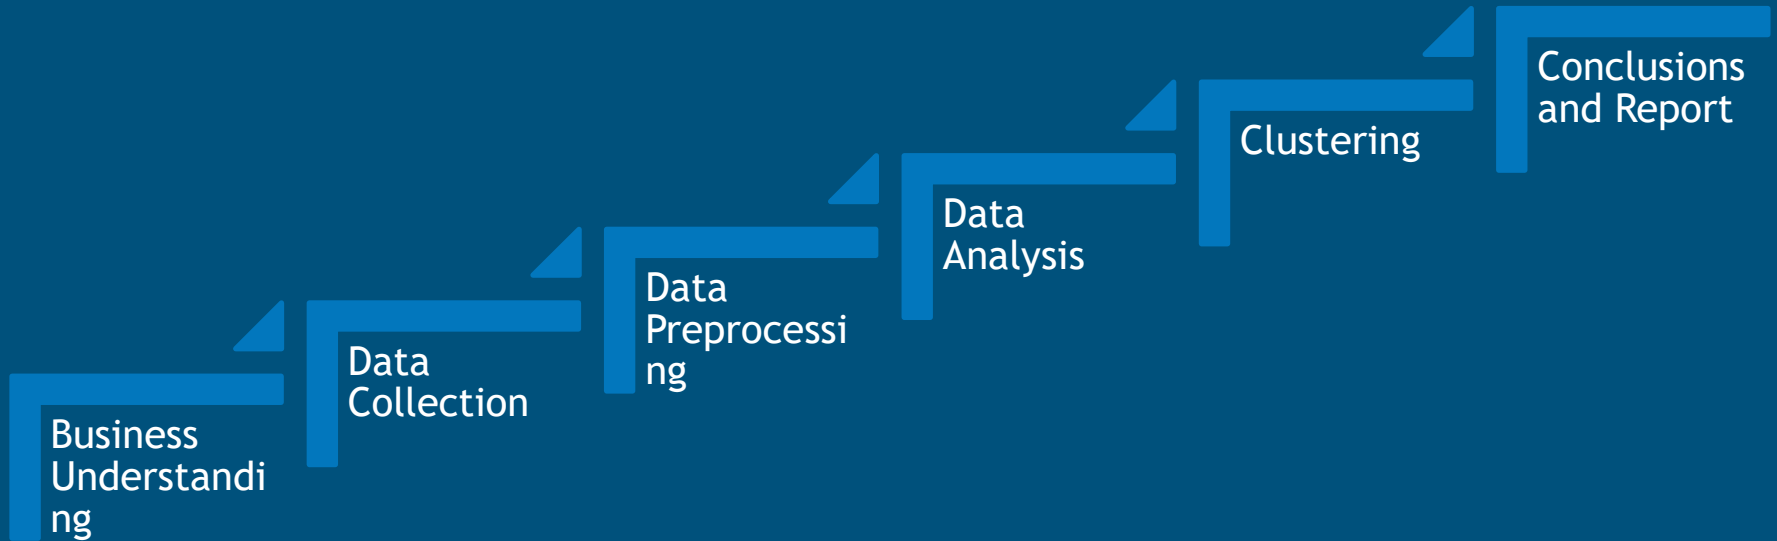 Business
Understandi
ng
Data
Collection
Data
Preprocessi
ng
Data
Analysis
Clustering
Conclusions
and Report